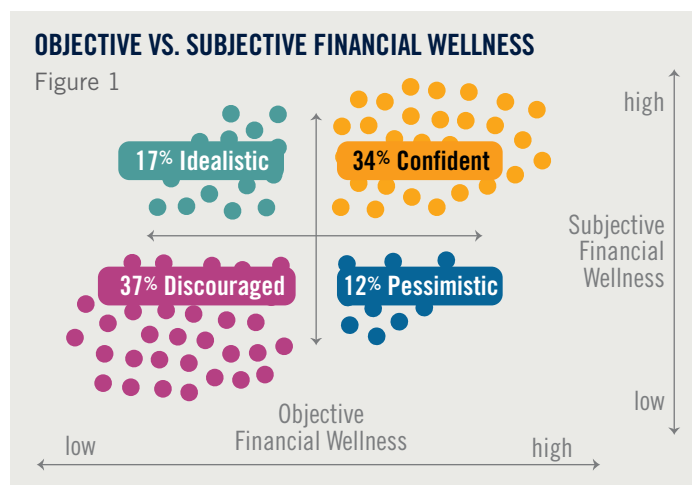 OBJECTIVE VS. SUBJECTIVE FINANCIAL WELLNESS
Figure 1
high
17% Idealistic
34% Confident
Subjective
Financial
Wellness
37% Discouraged
12% Pessimistic
low
Objective
Financial Wellness
low
high